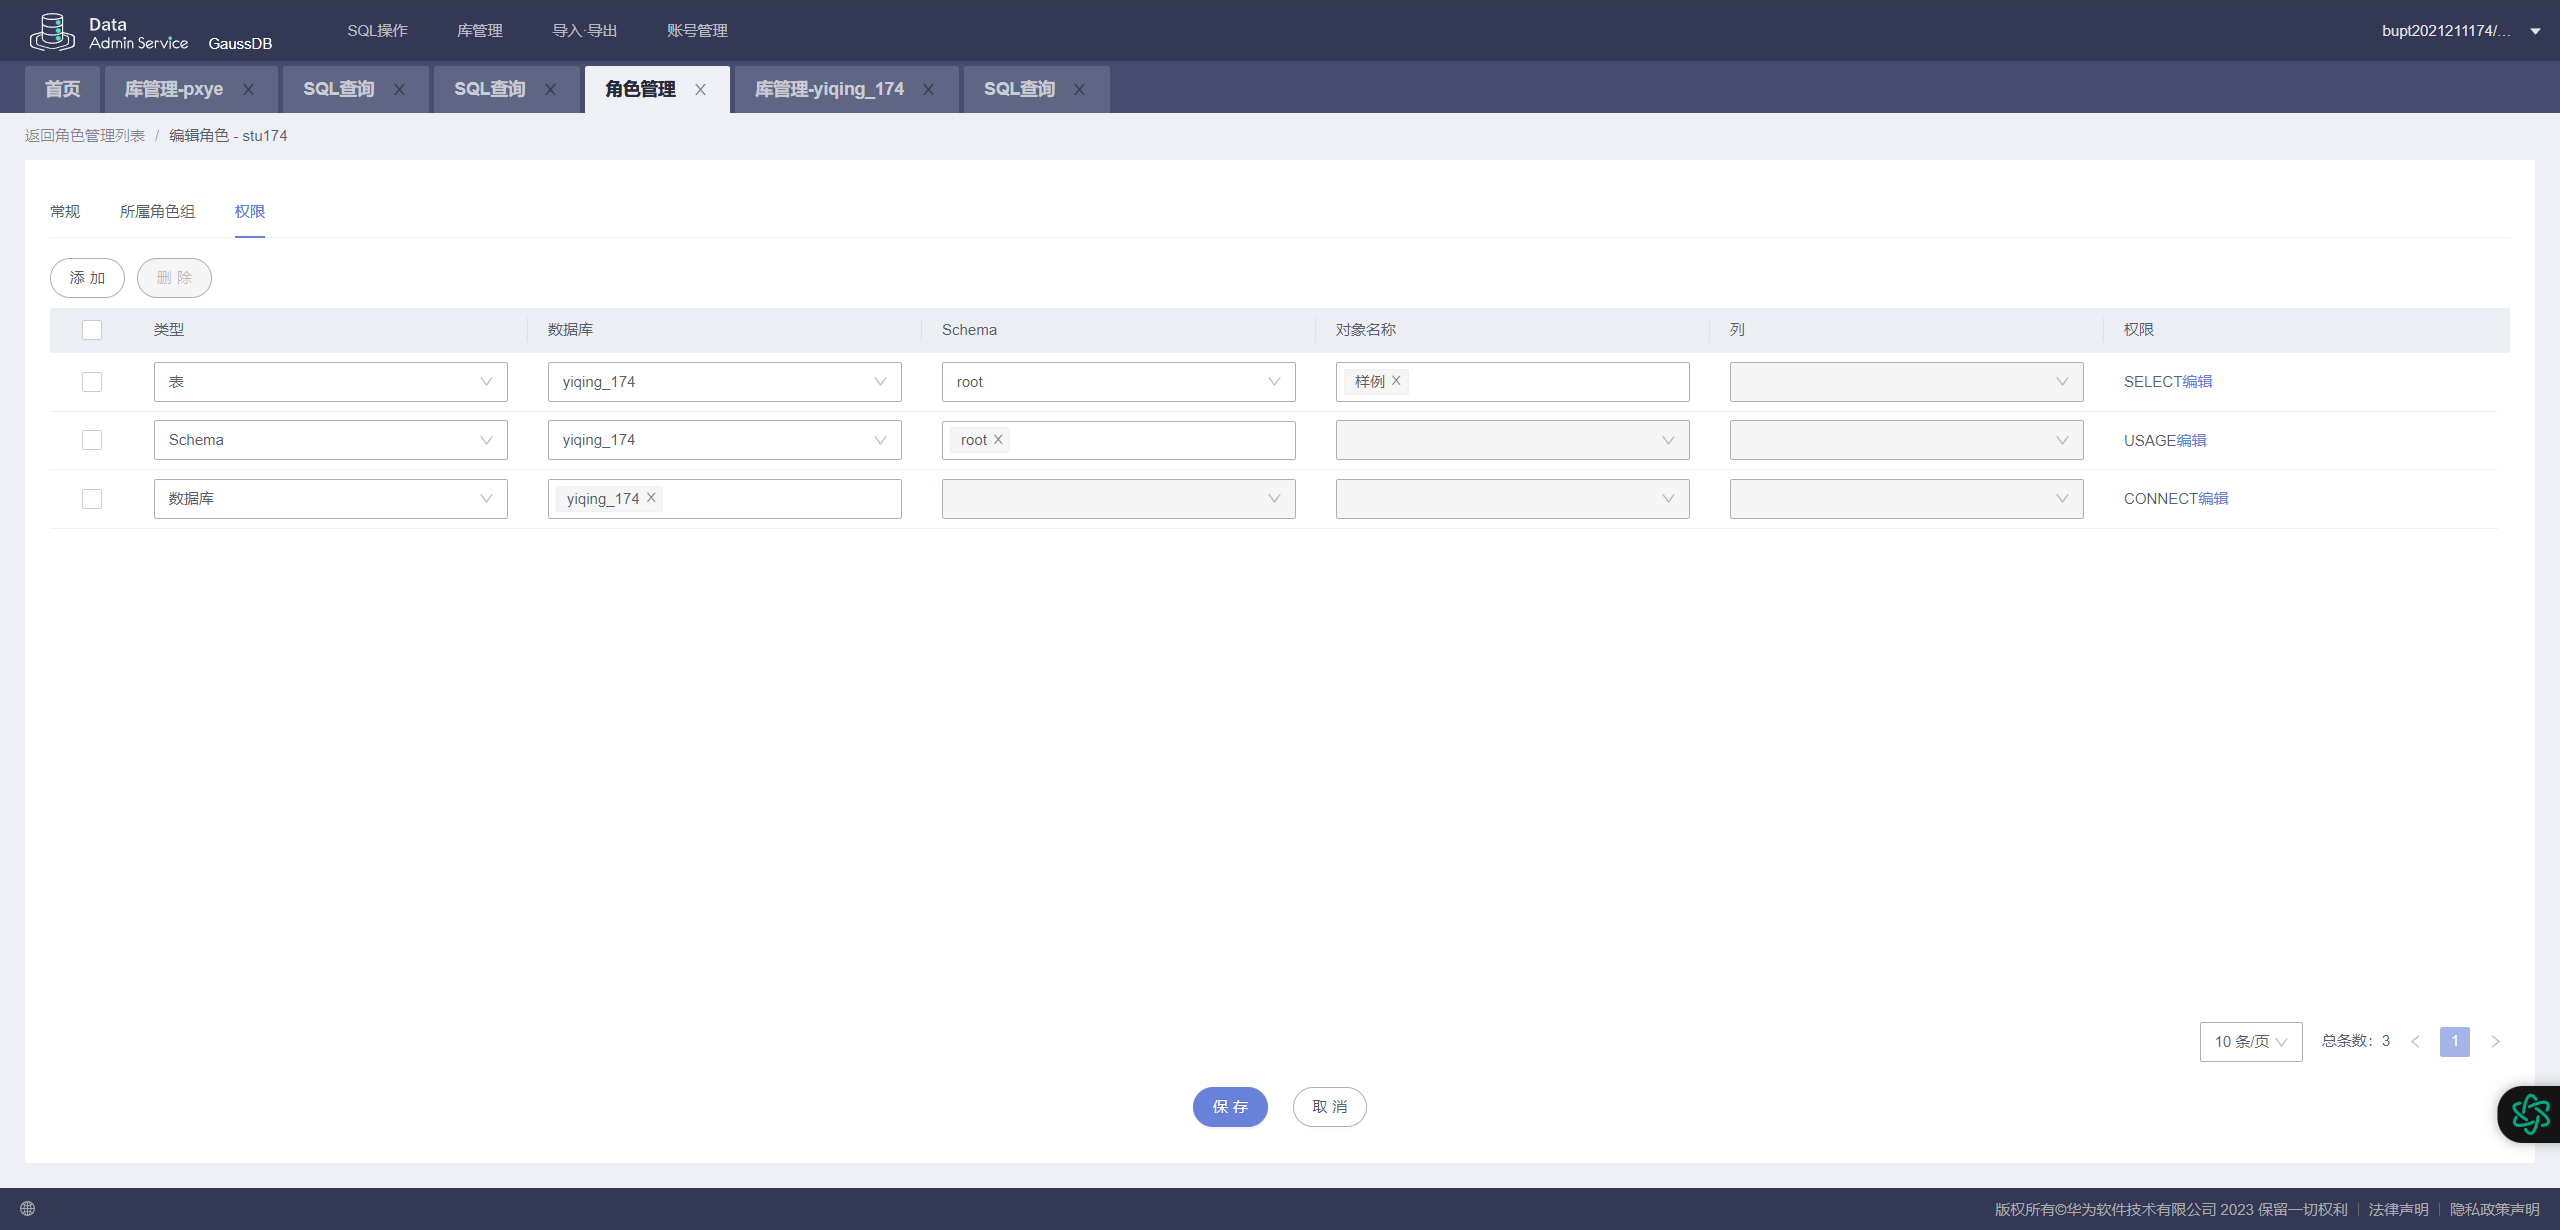 Data
Admin Service GaussDB SQL操作 库管理 导入·导出 账号管理 bupt2021211174/...
首页 库管理-pxye SQL查询 SQL查询 角色管理 库管理-yiqing_174 SQL查询
返回角色管理列表 / 编辑角色 - stu174
常规 所属角色组 权限
添 加 删 除
类型 数据库 Schema 对象名称 列 权限
表 yiqing_174 root 样例 SELECT编辑
Schema yiqing_174 root USAGE编辑
数据库 yiqing_174 CONNECT编辑
10 条/页 总条数：3 1
保 存 取 消
版权所有©华为软件技术有限公司 2023 保留一切权利 | 法律声明 | 隐私政策声明